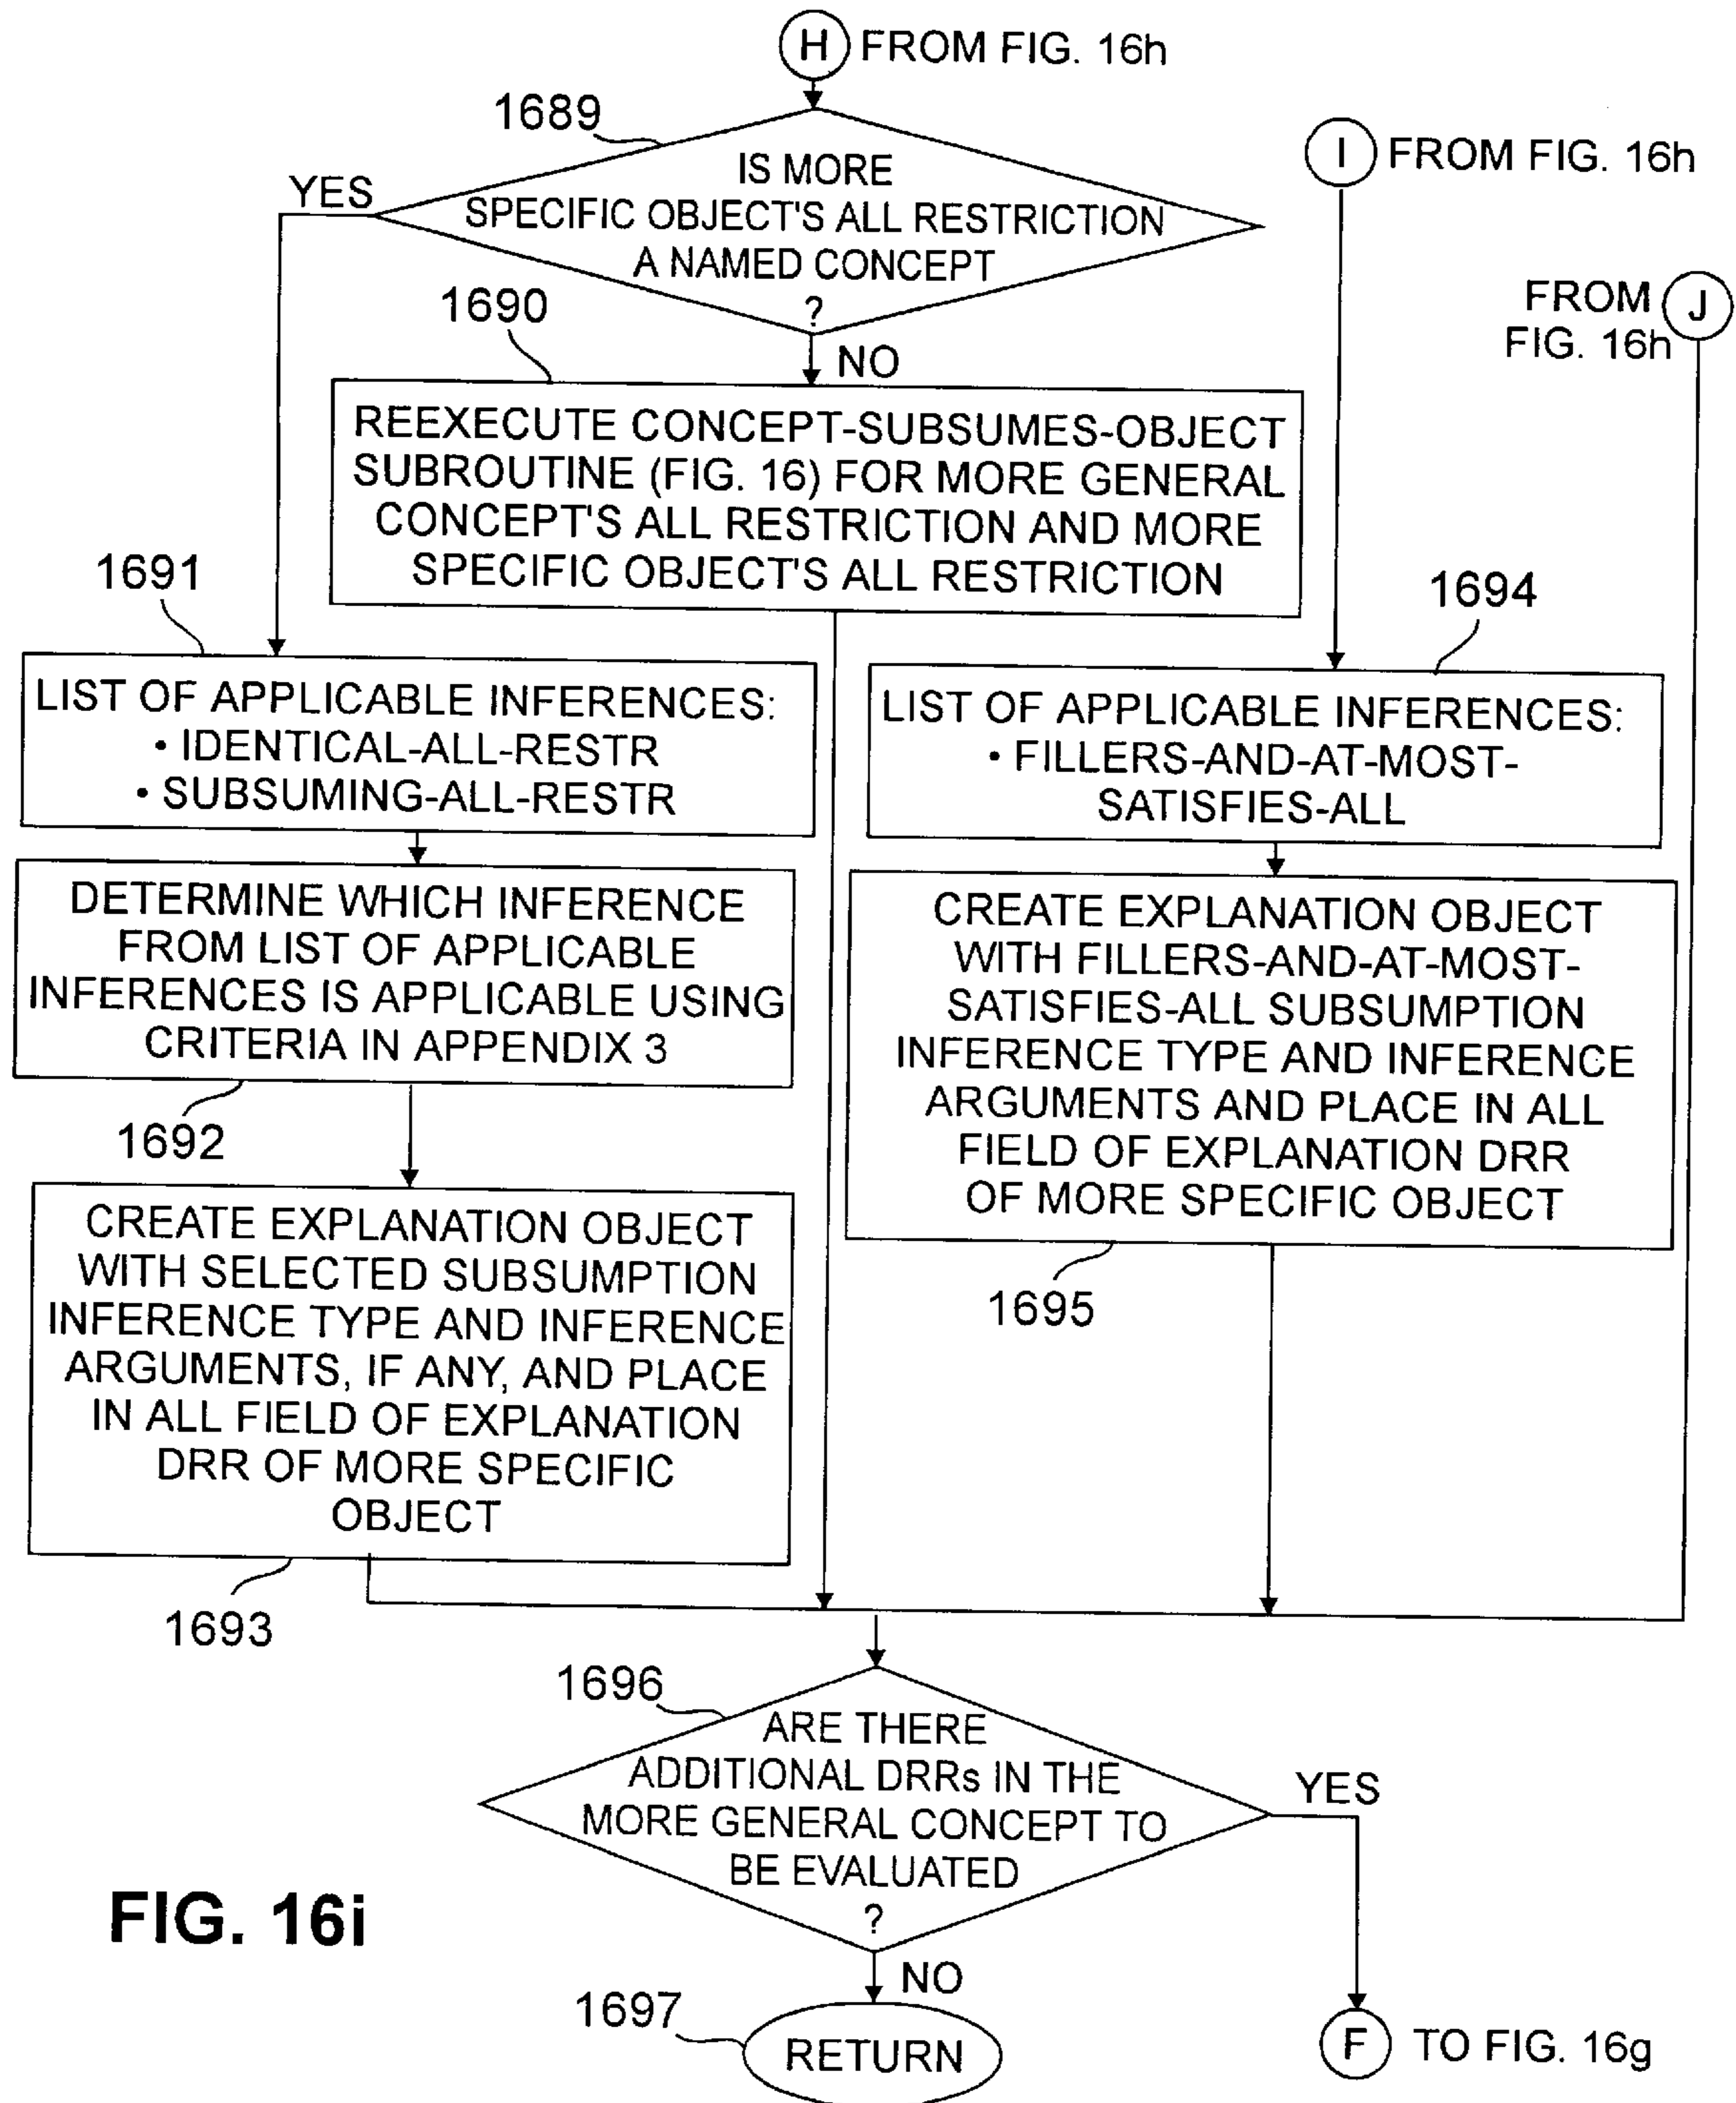 H FROM FIG. 16h
1689
IS MORE
SPECIFIC OBJECT'S ALL RESTRICTION
A NAMED CONCEPT
?
YES
NO
I FROM FIG. 16h
FROM J
FIG. 16h
1690
REEXECUTE CONCEPT-SUBSUMES-OBJECT
SUBROUTINE (FIG. 16) FOR MORE GENERAL
CONCEPT'S ALL RESTRICTION AND MORE
SPECIFIC OBJECT'S ALL RESTRICTION
1691
LIST OF APPLICABLE INFERENCES:
• IDENTICAL-ALL-RESTR
• SUBSUMING-ALL-RESTR
DETERMINE WHICH INFERENCE
FROM LIST OF APPLICABLE
INFERENCES IS APPLICABLE USING
CRITERIA IN APPENDIX 3
1692
CREATE EXPLANATION OBJECT
WITH SELECTED SUBSUMPTION
INFERENCE TYPE AND INFERENCE
ARGUMENTS, IF ANY, AND PLACE
IN ALL FIELD OF EXPLANATION
DRR OF MORE SPECIFIC
OBJECT
1693
1694
LIST OF APPLICABLE INFERENCES:
• FILLERS-AND-AT-MOST-
SATISFIES-ALL
CREATE EXPLANATION OBJECT
WITH FILLERS-AND-AT-MOST-
SATISFIES-ALL SUBSUMPTION
INFERENCE TYPE AND INFERENCE
ARGUMENTS AND PLACE IN ALL
FIELD OF EXPLANATION DRR
OF MORE SPECIFIC OBJECT
1695
1696
ARE THERE
ADDITIONAL DRRs IN THE
MORE GENERAL CONCEPT TO
BE EVALUATED
?
YES
NO
1697
RETURN
F TO FIG. 16g
FIG. 16i